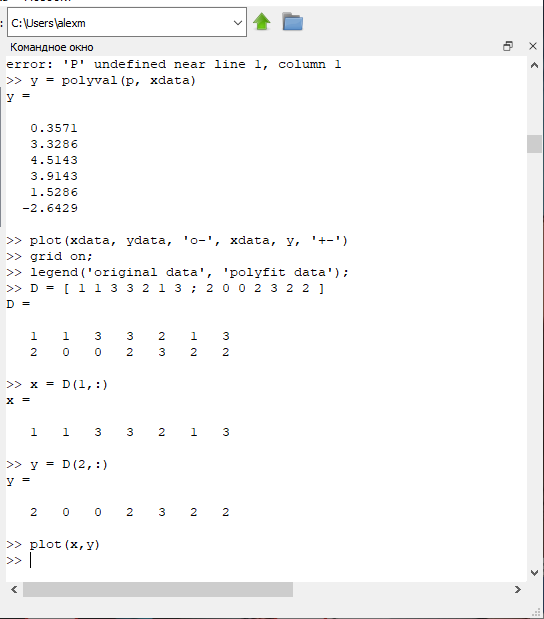 C:\Users\alexm
Командное окно
error: 'P' undefined near line 1, column 1
>> y = polyval(p, xdata)
y =
0.3571
3.3286
4.5143
3.9143
1.5286
-2.6429
>> plot(xdata, ydata, 'o-', xdata, y, '+-')
>> grid on;
>> legend('original data', 'polyfit data');
>> D = [ 1 1 3 3 2 1 3 ; 2 0 0 2 3 2 2 ]
D =
1 1 3 3 2 1 3
2 0 0 2 3 2 2
>> x = D(1,:)
x =
1 1 3 3 2 1 3
>> y = D(2,:)
y =
2 0 0 2 3 2 2
>> plot(x,y)
>>